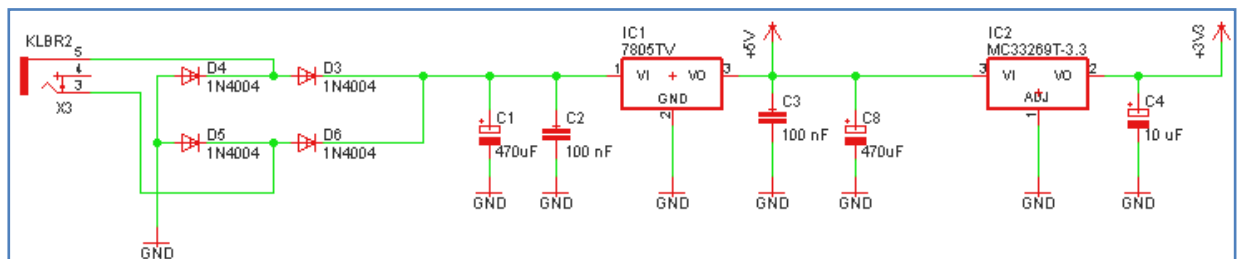 KLBR2
5
4
3
X3
D4
1N4004
D3
1N4004
D5
1N4004
D6
1N4004
GND
C1
470uF
GND
C2
100 nF
GND
IC1
7805TV
1
VI
VO
3
GND
2
GND
+5V
C3
100 nF
GND
C8
470uF
GND
IC2
MC33269T-3.3
3
VI
VO
2
ADJ
1
GND
+3V3
C4
10 uF
GND